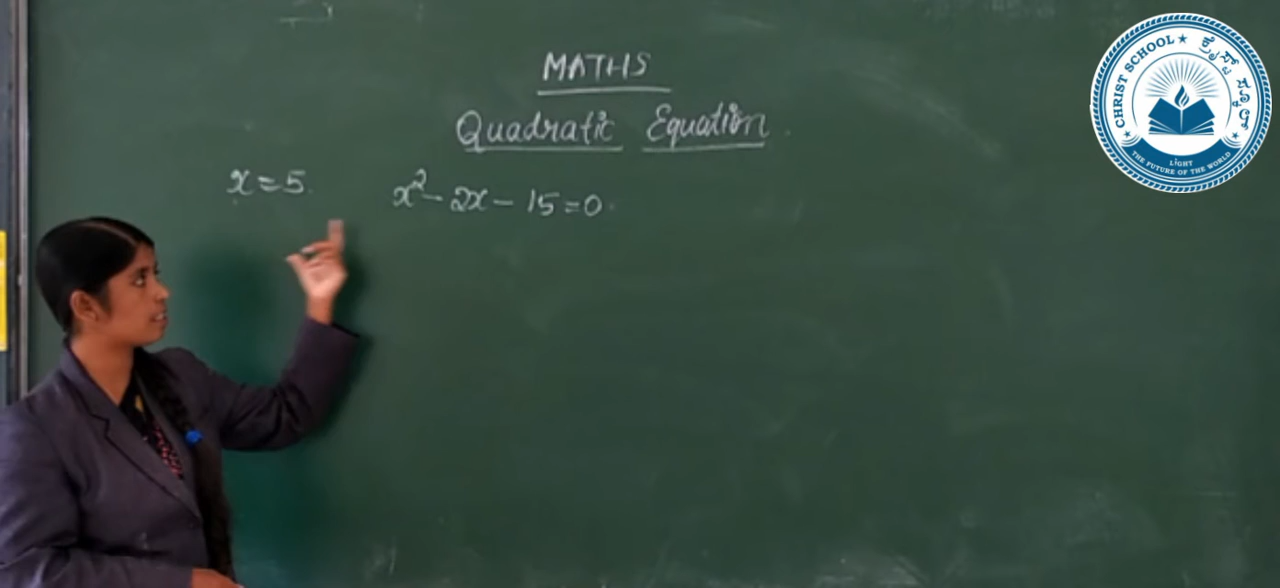 MATHS
Quadratic Equation.
x = 5.
x² - 2x - 15 = 0.
CHRIST SCHOOL ★ ಕ್ರೈಸ್ಟ್ ಸ್ಕೂಲ್ ★
LIGHT
THE FUTURE OF THE WORLD